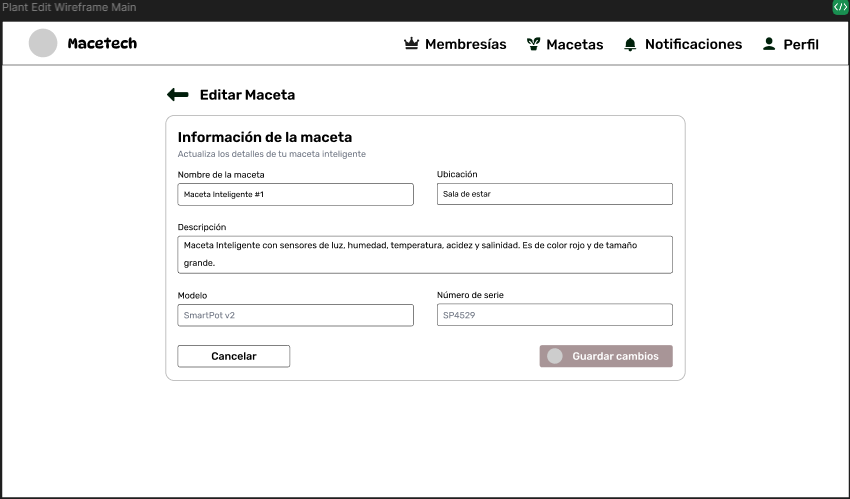 Plant Edit Wireframe Main
</>
Macetech
Membresías
Macetas
Notificaciones
Perfil
Editar Maceta
Información de la maceta
Actualiza los detalles de tu maceta inteligente
Nombre de la maceta
Ubicación
Maceta Inteligente #1
Sala de estar
Descripción
Maceta Inteligente con sensores de luz, humedad, temperatura, acidez y salinidad. Es de color rojo y de tamaño
grande.
Modelo
Número de serie
SmartPot v2
SP4529
Cancelar
Guardar cambios